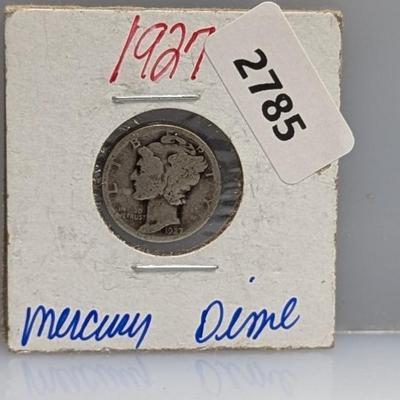 1927
2785
LIBERTY
IN GOD
WE TRUST
1927
Mercury Dime